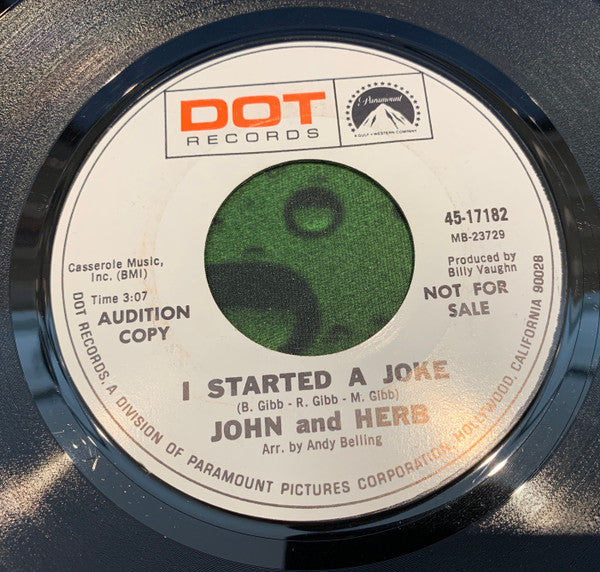 DOT
RECORDS
Paramount
A GULF + WESTERN COMPANY
45-17182
MB-23729
Casserole Music,
Inc. (BMI)
Produced by
Billy Vaughn
Time 3:07
AUDITION
COPY
NOT FOR
SALE
I STARTED A JOKE
(B. Gibb - R. Gibb - M. Gibb)
JOHN and HERB
Arr. by Andy Belling
DOT RECORDS, A DIVISION OF PARAMOUNT PICTURES CORPORATION, HOLLYWOOD, CALIFORNIA 90028